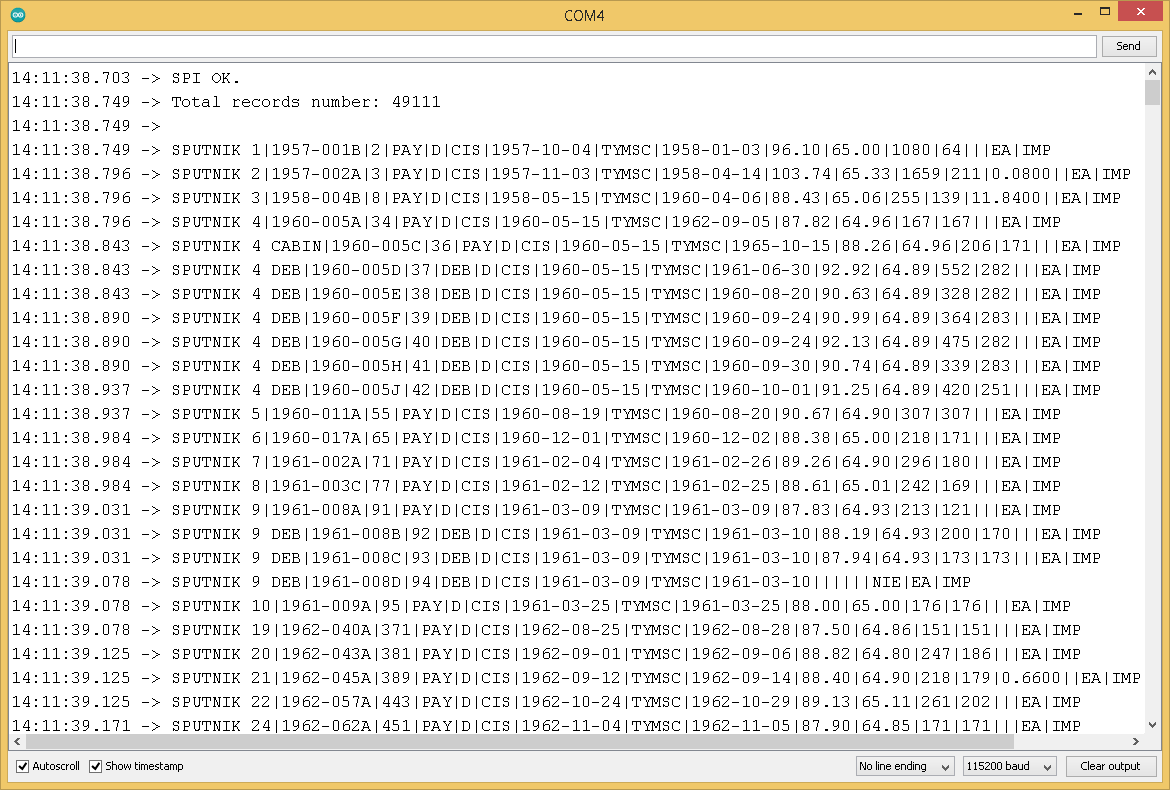 COM4
Send
14:11:38.703 -> SPI OK.
14:11:38.749 -> Total records number: 49111
14:11:38.749 ->
14:11:38.749 -> SPUTNIK 1|1957-001B|2|PAY|D|CIS|1957-10-04|TYMSC|1958-01-03|96.10|65.00|1080|64|||EA|IMP
14:11:38.796 -> SPUTNIK 2|1957-002A|3|PAY|D|CIS|1957-11-03|TYMSC|1958-04-14|103.74|65.33|1659|211|0.0800||EA|IMP
14:11:38.796 -> SPUTNIK 3|1958-004B|8|PAY|D|CIS|1958-05-15|TYMSC|1960-04-06|88.43|65.06|255|139|11.8400||EA|IMP
14:11:38.796 -> SPUTNIK 4|1960-005A|34|PAY|D|CIS|1960-05-15|TYMSC|1962-09-05|87.82|64.96|167|167|||EA|IMP
14:11:38.843 -> SPUTNIK 4 CABIN|1960-005C|36|PAY|D|CIS|1960-05-15|TYMSC|1965-10-15|88.26|64.96|206|171|||EA|IMP
14:11:38.843 -> SPUTNIK 4 DEB|1960-005D|37|DEB|D|CIS|1960-05-15|TYMSC|1961-06-30|92.92|64.89|552|282|||EA|IMP
14:11:38.843 -> SPUTNIK 4 DEB|1960-005E|38|DEB|D|CIS|1960-05-15|TYMSC|1960-08-20|90.63|64.89|328|282|||EA|IMP
14:11:38.890 -> SPUTNIK 4 DEB|1960-005F|39|DEB|D|CIS|1960-05-15|TYMSC|1960-09-24|90.99|64.89|364|283|||EA|IMP
14:11:38.890 -> SPUTNIK 4 DEB|1960-005G|40|DEB|D|CIS|1960-05-15|TYMSC|1960-09-24|92.13|64.89|475|282|||EA|IMP
14:11:38.890 -> SPUTNIK 4 DEB|1960-005H|41|DEB|D|CIS|1960-05-15|TYMSC|1960-09-30|90.74|64.89|339|283|||EA|IMP
14:11:38.937 -> SPUTNIK 4 DEB|1960-005J|42|DEB|D|CIS|1960-05-15|TYMSC|1960-10-01|91.25|64.89|420|251|||EA|IMP
14:11:38.937 -> SPUTNIK 5|1960-011A|55|PAY|D|CIS|1960-08-19|TYMSC|1960-08-20|90.67|64.90|307|307|||EA|IMP
14:11:38.984 -> SPUTNIK 6|1960-017A|65|PAY|D|CIS|1960-12-01|TYMSC|1960-12-02|88.38|65.00|218|171|||EA|IMP
14:11:38.984 -> SPUTNIK 7|1961-002A|71|PAY|D|CIS|1961-02-04|TYMSC|1961-02-26|89.26|64.90|296|180|||EA|IMP
14:11:38.984 -> SPUTNIK 8|1961-003C|77|PAY|D|CIS|1961-02-12|TYMSC|1961-02-25|88.61|65.01|242|169|||EA|IMP
14:11:39.031 -> SPUTNIK 9|1961-008A|91|PAY|D|CIS|1961-03-09|TYMSC|1961-03-09|87.83|64.93|213|121|||EA|IMP
14:11:39.031 -> SPUTNIK 9 DEB|1961-008B|92|DEB|D|CIS|1961-03-09|TYMSC|1961-03-10|88.19|64.93|200|170|||EA|IMP
14:11:39.031 -> SPUTNIK 9 DEB|1961-008C|93|DEB|D|CIS|1961-03-09|TYMSC|1961-03-10|87.94|64.93|173|173|||EA|IMP
14:11:39.078 -> SPUTNIK 9 DEB|1961-008D|94|DEB|D|CIS|1961-03-09|TYMSC|1961-03-10||||||NIE|EA|IMP
14:11:39.078 -> SPUTNIK 10|1961-009A|95|PAY|D|CIS|1961-03-25|TYMSC|1961-03-25|88.00|65.00|176|176|||EA|IMP
14:11:39.078 -> SPUTNIK 19|1962-040A|371|PAY|D|CIS|1962-08-25|TYMSC|1962-08-28|87.50|64.86|151|151|||EA|IMP
14:11:39.125 -> SPUTNIK 20|1962-043A|381|PAY|D|CIS|1962-09-01|TYMSC|1962-09-06|88.82|64.80|247|186|||EA|IMP
14:11:39.125 -> SPUTNIK 21|1962-045A|389|PAY|D|CIS|1962-09-12|TYMSC|1962-09-14|88.40|64.90|218|179|0.6600||EA|IMP
14:11:39.125 -> SPUTNIK 22|1962-057A|443|PAY|D|CIS|1962-10-24|TYMSC|1962-10-29|89.13|65.11|261|202|||EA|IMP
14:11:39.171 -> SPUTNIK 24|1962-062A|451|PAY|D|CIS|1962-11-04|TYMSC|1962-11-05|87.90|64.85|171|171|||EA|IMP
Autoscroll Show timestamp No line ending 115200 baud Clear output